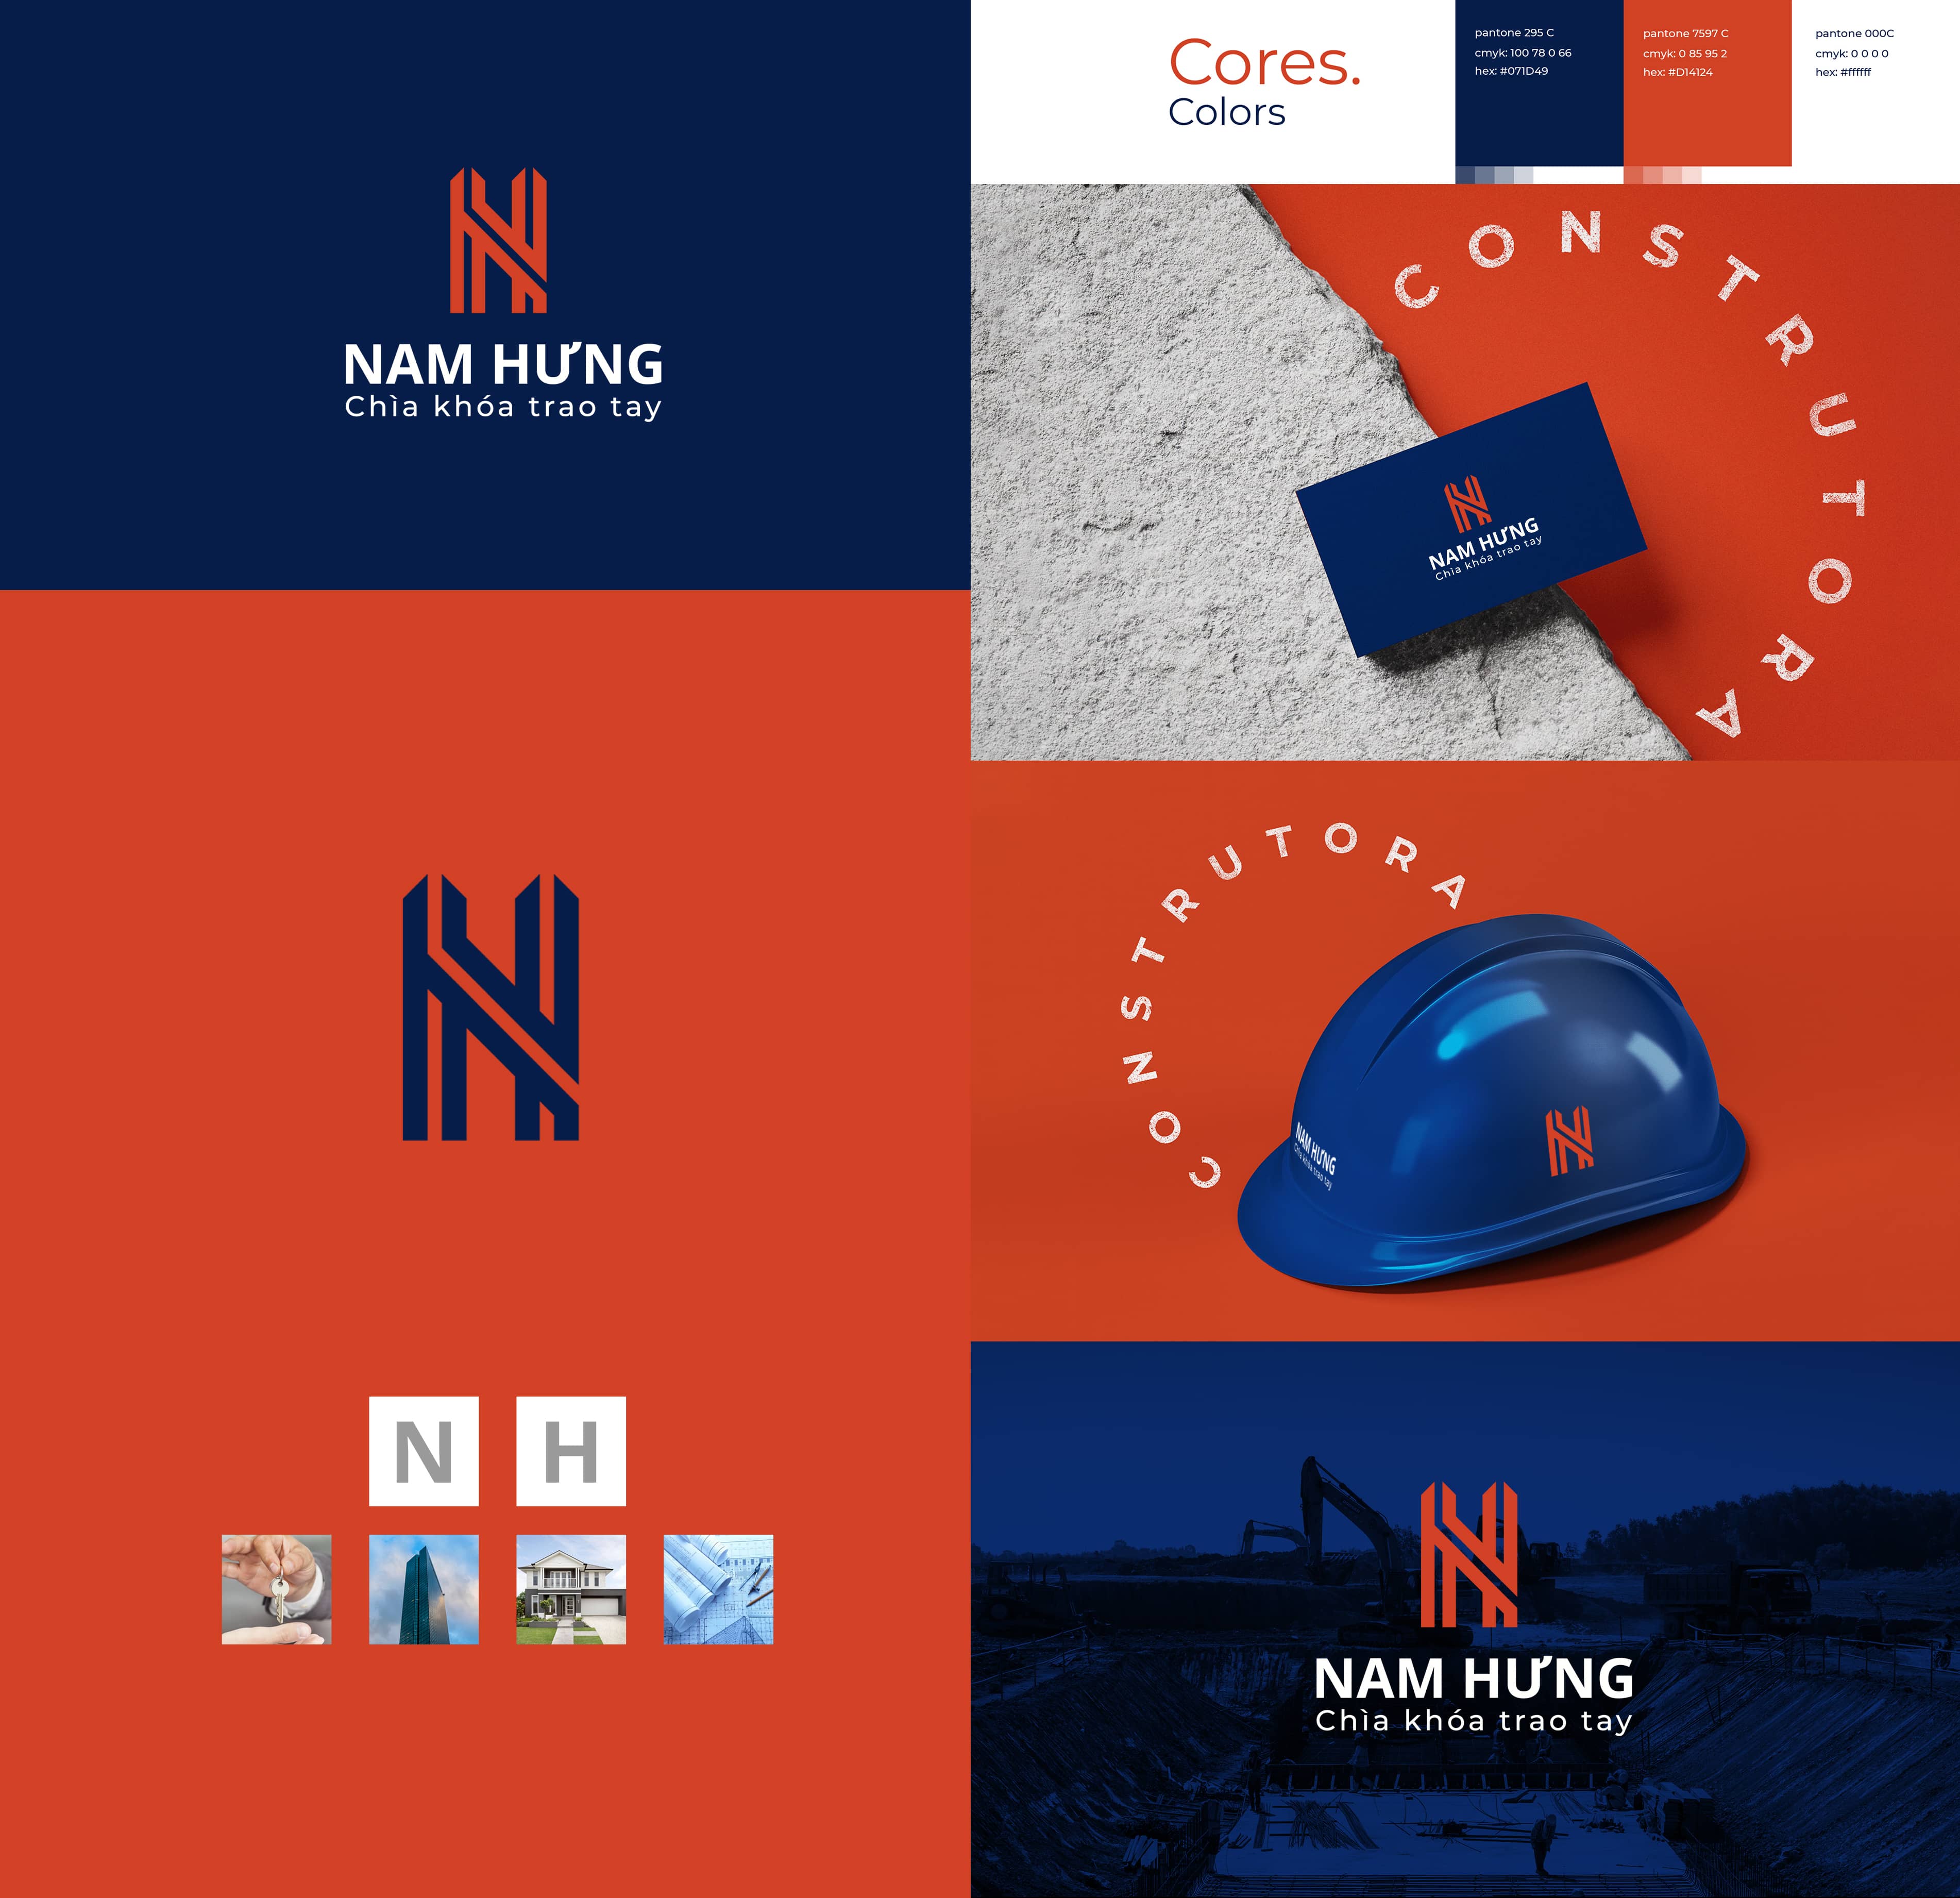 NAM HƯNG
Chìa khóa trao tay
N H
Cores.
Colors
pantone 295 C
cmyk: 100 78 0 66
hex: #071D49
pantone 7597 C
cmyk: 0 85 95 2
hex: #D14124
pantone 000C
cmyk: 0 0 0 0
hex: #ffffff
CONSTRUTORA
NAM HƯNG
Chìa khóa trao tay
CONSTRUTORA
NAM HƯNG
Chìa khóa trao tay
NAM HƯNG
Chìa khóa trao tay